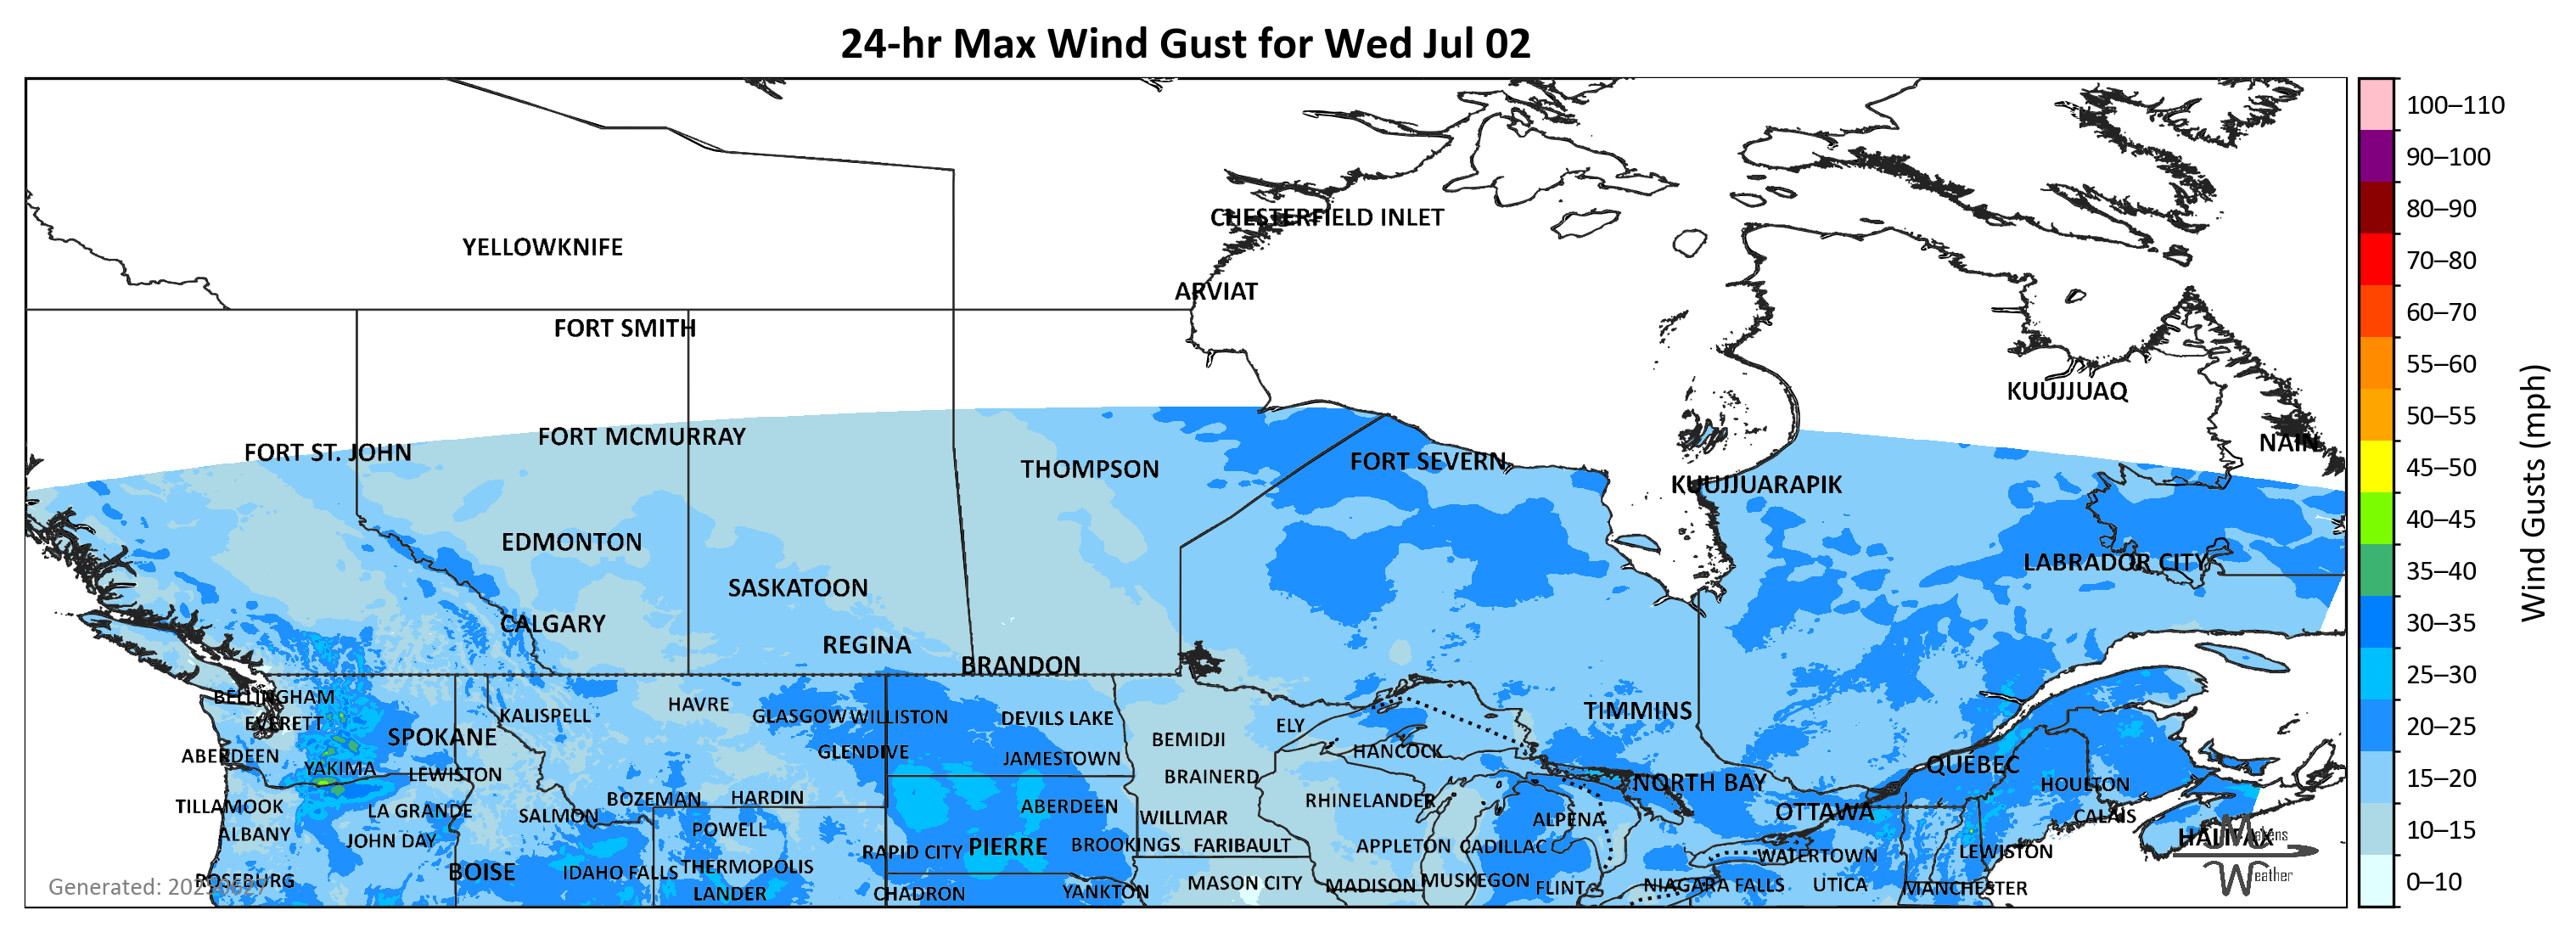 24-hr Max Wind Gust for Wed Jul 02
100–110
90–100
80–90
70–80
60–70
55–60
50–55
45–50
40–45
35–40
30–35
25–30
20–25
15–20
10–15
0–10
Wind Gusts (mph)
CHESTERFIELD INLET
YELLOWKNIFE
ARVIAT
FORT SMITH
KUUJJUAQ
FORT MCMURRAY
NAIN
FORT ST. JOHN
FORT SEVERN
THOMPSON
KUUJJUARAPIK
EDMONTON
LABRADOR CITY
SASKATOON
CALGARY
REGINA
BRANDON
BELLINGHAM
HAVRE
TIMMINS
KALISPELL
GLASGOW WILLISTON
DEVILS LAKE
EVERETT
ELY
SPOKANE
BEMIDJI
ABERDEEN
GLENDIVE
HANCOCK
JAMESTOWN
QUEBEC
YAKIMA
LEWISTON
BRAINERD
NORTH BAY
HOULTON
BOZEMAN
HARDIN
RHINELANDER
TILLAMOOK
LA GRANDE
ABERDEEN
OTTAWA
SALMON
WILLMAR
ALPENA
CALAIS
ALBANY
POWELL
JOHN DAY
HALIFAX
Makens
Weather
RAPID CITY
PIERRE
BROOKINGS
FARIBAULT
APPLETON
CADILLAC
WATERTOWN
LEWISTON
BOISE
IDAHO FALLS
THERMOPOLIS
ROSEBURG
MASON CITY
MADISON
MUSKEGON
FLINT
NIAGARA FALLS
UTICA
MANCHESTER
LANDER
CHADRON
YANKTON
Generated: